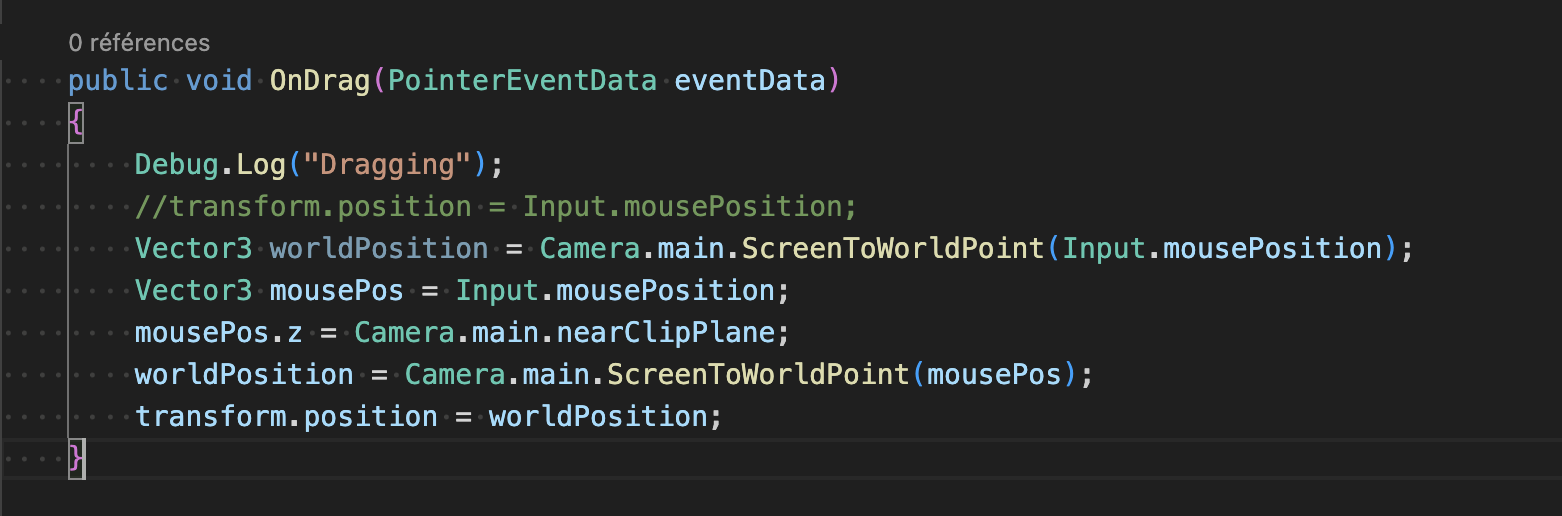 0 références
public void OnDrag(PointerEventData eventData)
{
Debug.Log("Dragging");
//transform.position = Input.mousePosition;
Vector3 worldPosition = Camera.main.ScreenToWorldPoint(Input.mousePosition);
Vector3 mousePos = Input.mousePosition;
mousePos.z = Camera.main.nearClipPlane;
worldPosition = Camera.main.ScreenToWorldPoint(mousePos);
transform.position = worldPosition;
}